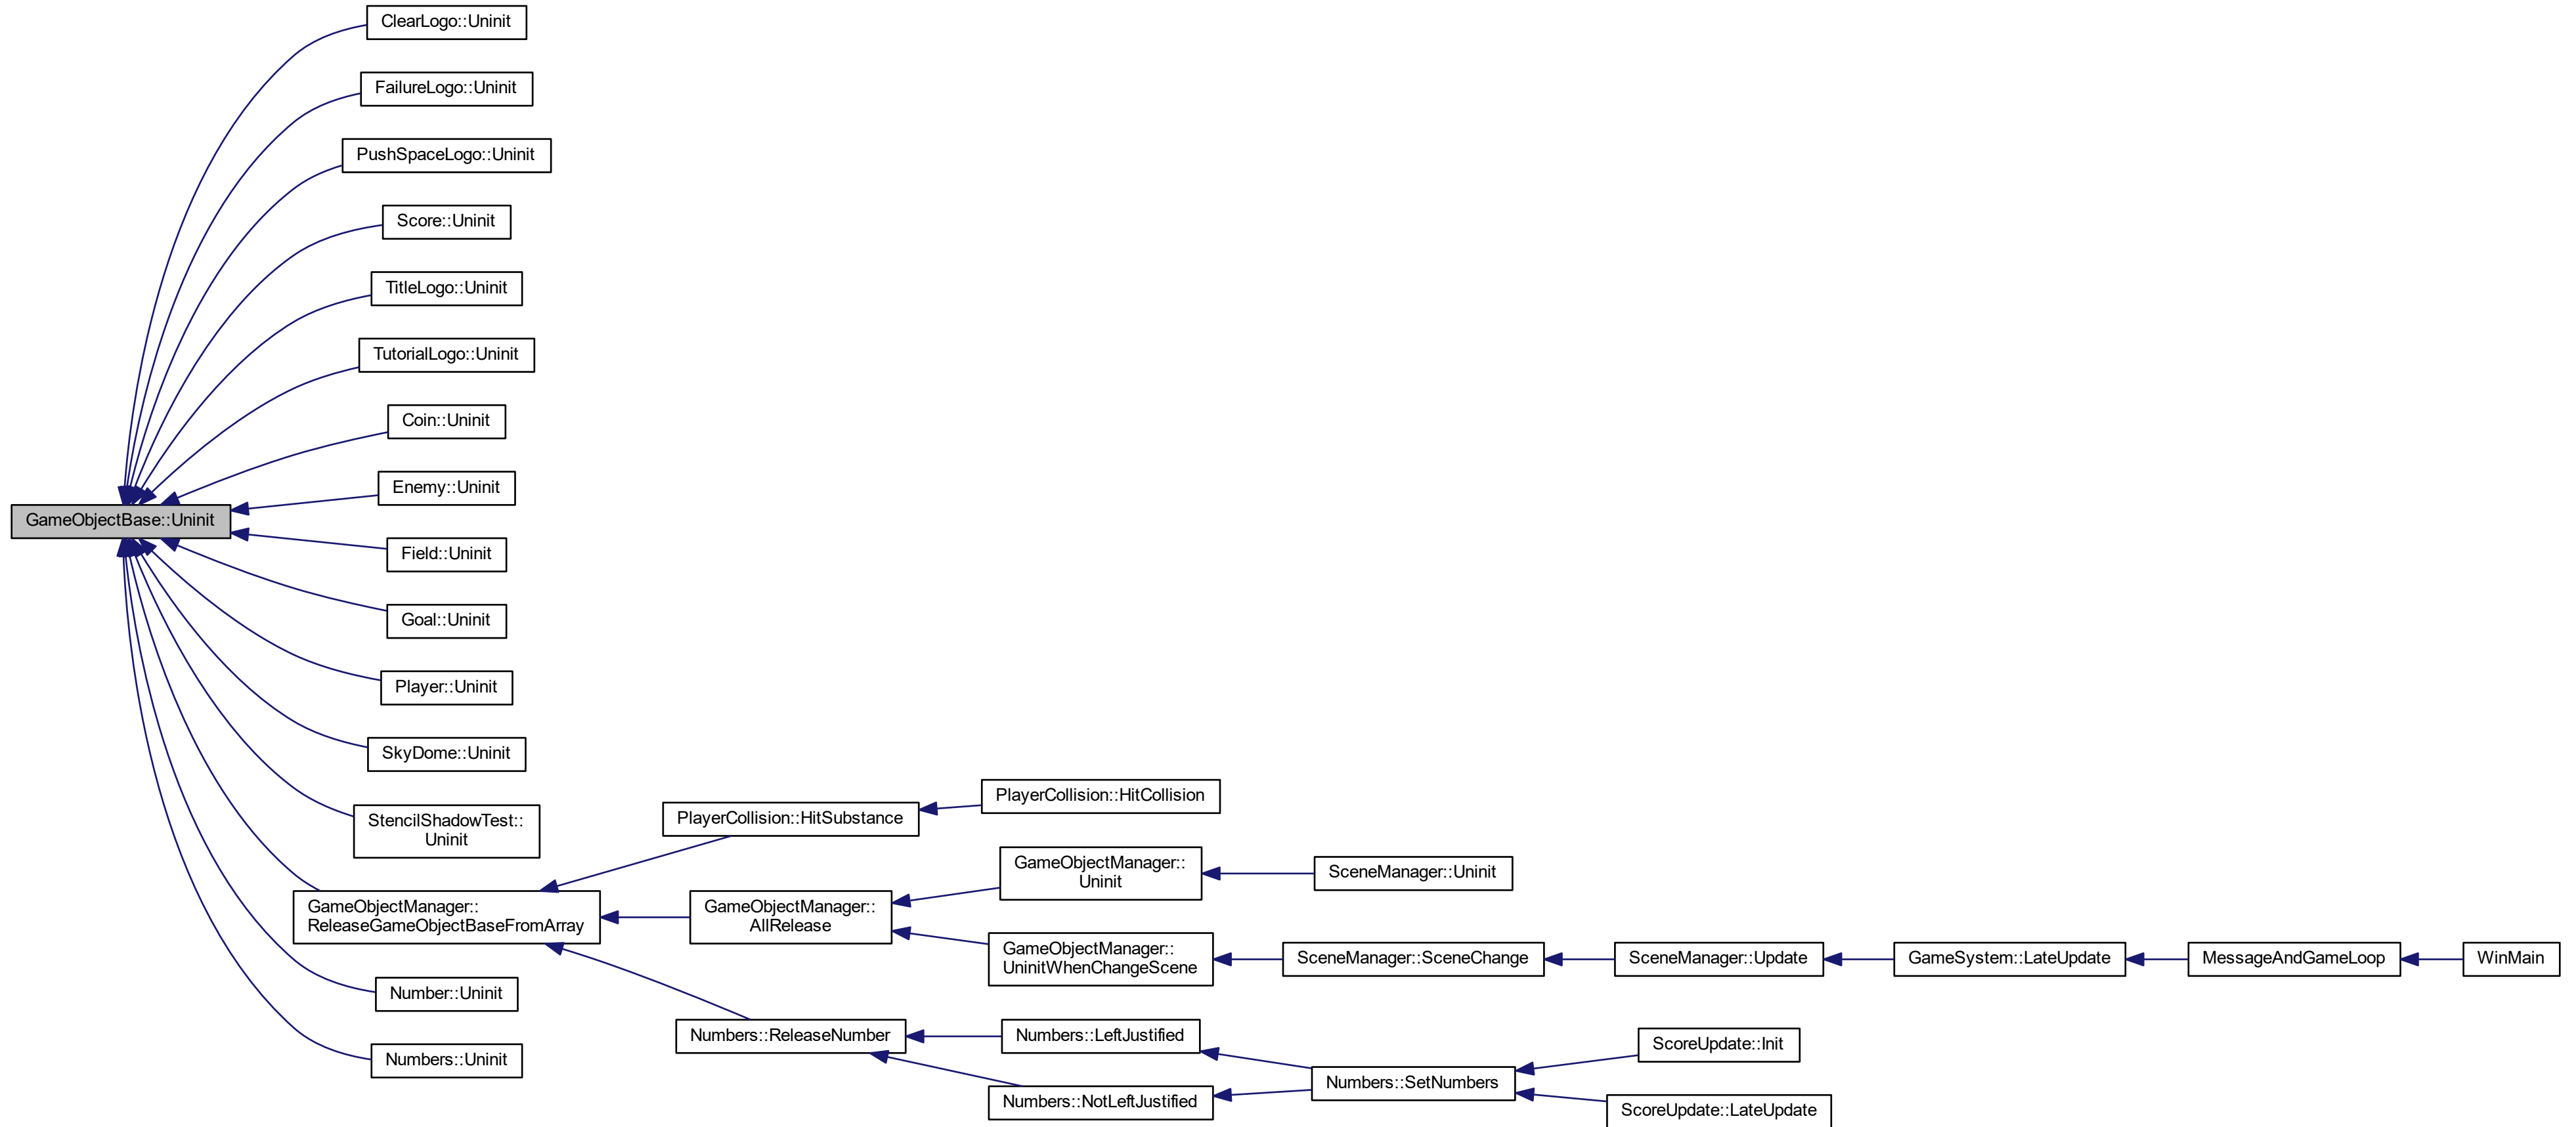 ClearLogo::Uninit
FailureLogo::Uninit
PushSpaceLogo::Uninit
Score::Uninit
TitleLogo::Uninit
TutorialLogo::Uninit
Coin::Uninit
Enemy::Uninit
GameObjectBase::Uninit
Field::Uninit
Goal::Uninit
Player::Uninit
SkyDome::Uninit
StencilShadowTest::
Uninit
GameObjectManager::
ReleaseGameObjectBaseFromArray
Number::Uninit
Numbers::Uninit
PlayerCollision::HitSubstance
PlayerCollision::HitCollision
GameObjectManager::
AllRelease
GameObjectManager::
Uninit
SceneManager::Uninit
GameObjectManager::
UninitWhenChangeScene
SceneManager::SceneChange
SceneManager::Update
GameSystem::LateUpdate
MessageAndGameLoop
WinMain
Numbers::ReleaseNumber
Numbers::LeftJustified
Numbers::NotLeftJustified
Numbers::SetNumbers
ScoreUpdate::Init
ScoreUpdate::LateUpdate